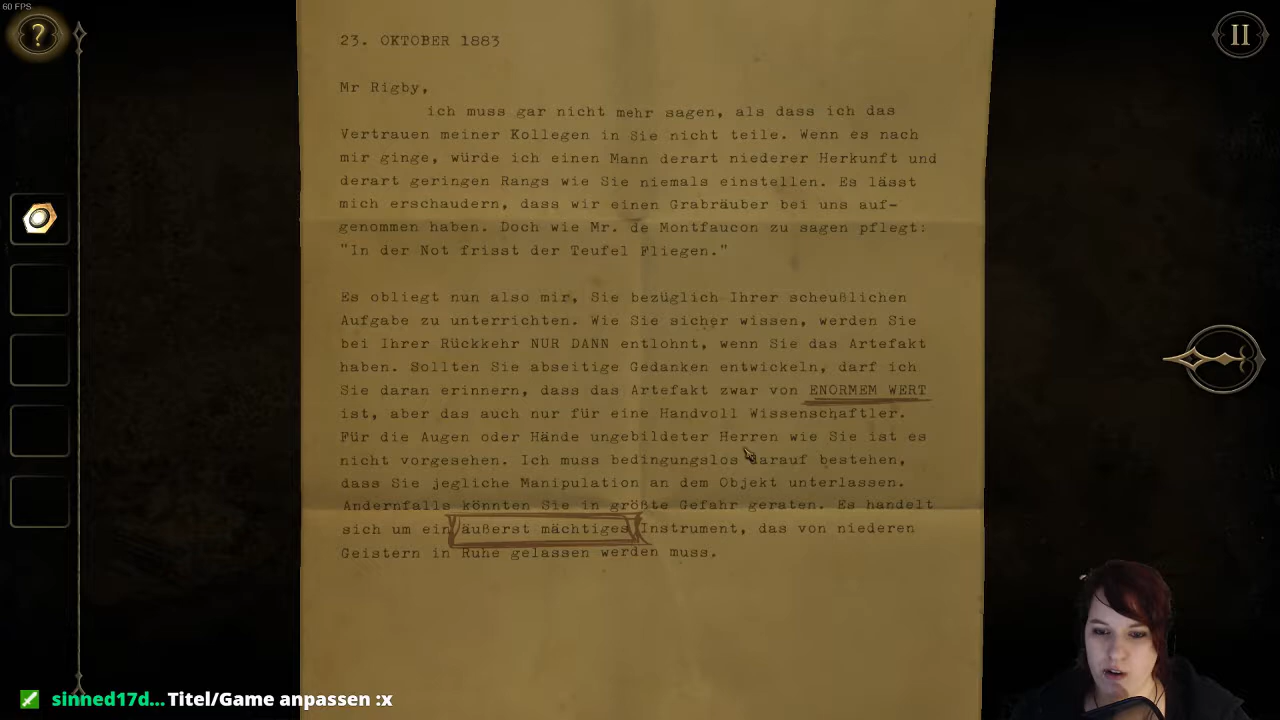 60 FPS
?
II
23. OKTOBER 1883
Mr Rigby,
ich muss gar nicht mehr sagen, als dass ich das
Vertrauen meiner Kollegen in Sie nicht teile. Wenn es nach
mir ginge, würde ich einen Mann derart niederer Herkunft und
derart geringen Rangs wie Sie niemals einstellen. Es lässt
mich erschaudern, dass wir einen Grabräuber bei uns auf-
genommen haben. Doch wie Mr. de Montfaucon zu sagen pflegt:
"In der Not frisst der Teufel Fliegen."
Es obliegt nun also mir, Sie bezüglich Ihrer scheußlichen
Aufgabe zu unterrichten. Wie Sie sicher wissen, werden Sie
bei Ihrer Rückkehr NUR DANN entlohnt, wenn Sie das Artefakt
haben. Sollten Sie abseitige Gedanken entwickeln, darf ich
Sie daran erinnern, dass das Artefakt zwar von ENORMEM WERT
ist, aber das auch nur für eine Handvoll Wissenschaftler.
Für die Augen oder Hände ungebildeter Herren wie Sie ist es
nicht vorgesehen. Ich muss bedingungslos darauf bestehen,
dass Sie jegliche Manipulation an dem Objekt unterlassen.
Andernfalls könnten Sie in größte Gefahr geraten. Es handelt
sich um ein äußerst mächtiges Instrument, das von niederen
Geistern in Ruhe gelassen werden muss.
sinned17d... Titel/Game anpassen :x